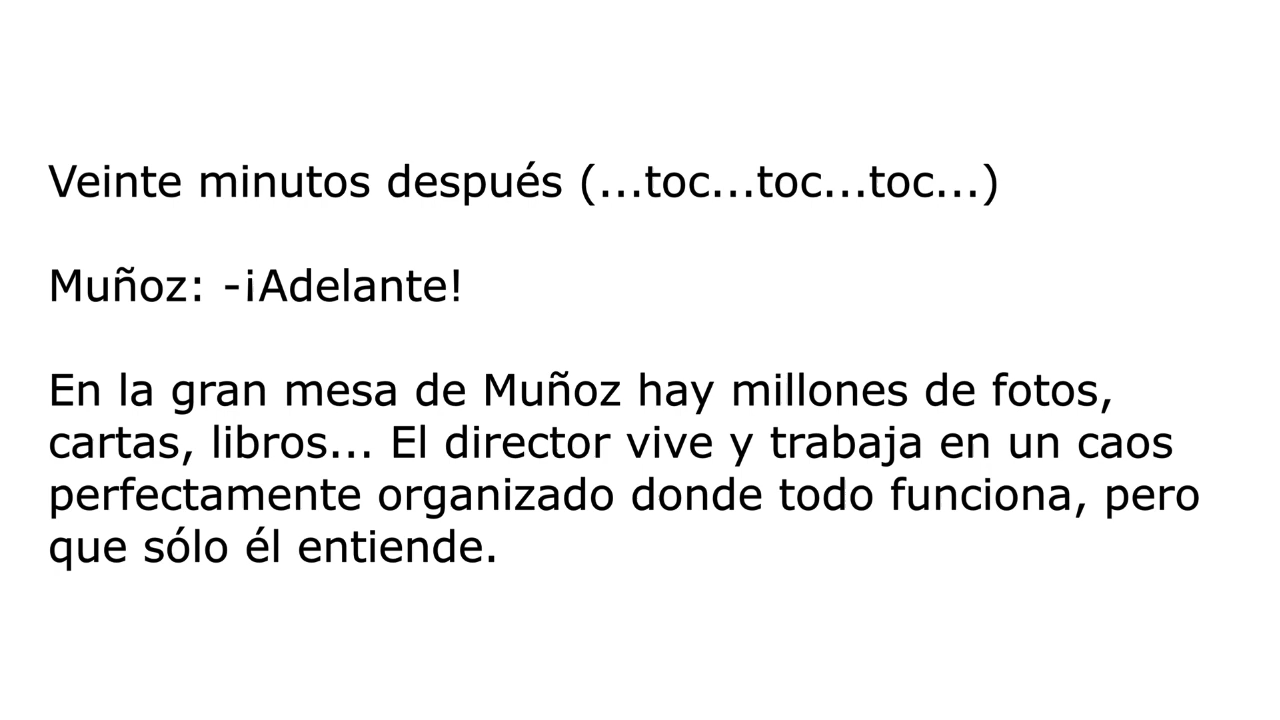 Veinte minutos después (...toc...toc...toc...)
Muñoz: -¡Adelante!
En la gran mesa de Muñoz hay millones de fotos,
cartas, libros... El director vive y trabaja en un caos
perfectamente organizado donde todo funciona, pero
que sólo él entiende.